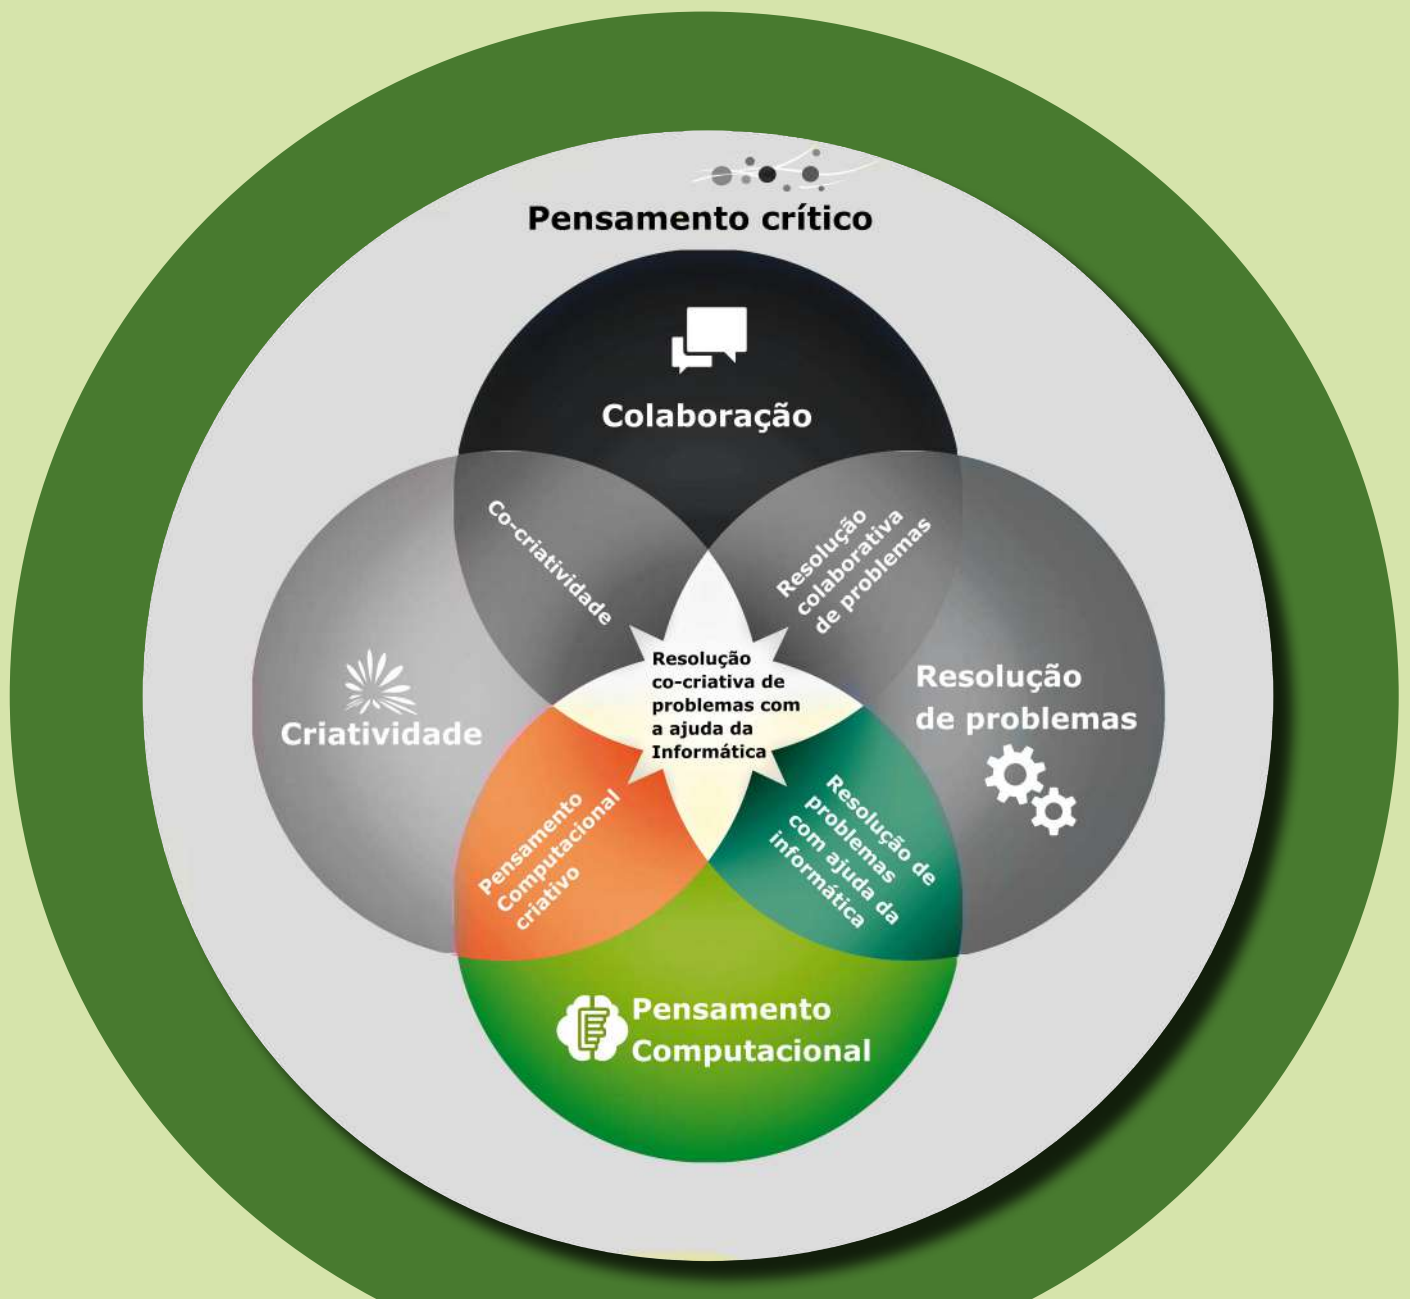 Pensamento crítico
Colaboração
Co-criatividade
Resolução
colaborativa
de problemas
Criatividade
Resolução
co-criativa de
problemas com
a ajuda da
Informática
Resolução
de problemas
Pensamento
Computacional
criativo
Resolução de
problemas
com ajuda da
informática
Pensamento
Computacional